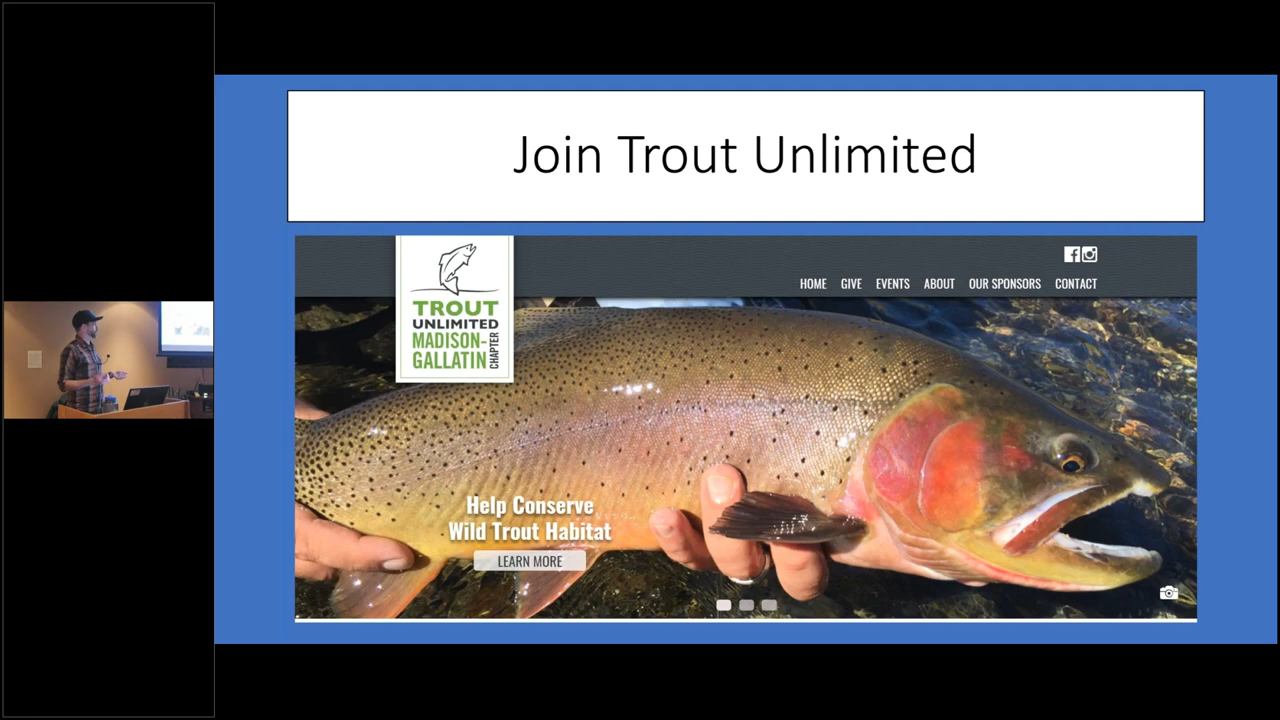 Join Trout Unlimited
TROUT
UNLIMITED
MADISON-
GALLATIN
CHAPTER
HOME GIVE EVENTS ABOUT OUR SPONSORS CONTACT
Help Conserve
Wild Trout Habitat
LEARN MORE